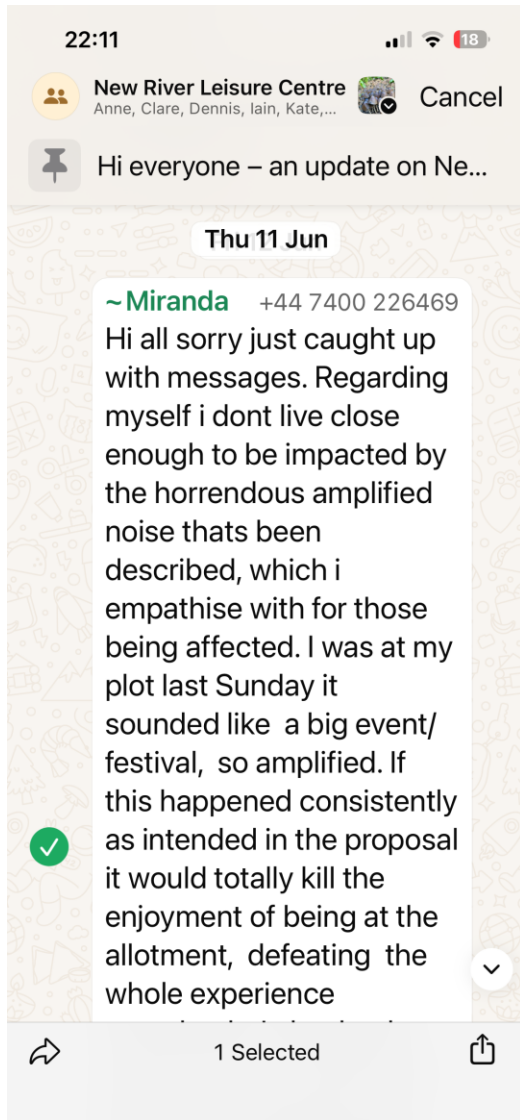 22:11
18
New River Leisure Centre
Anne, Clare, Dennis, Iain, Kate,...
Cancel
Hi everyone – an update on Ne...
Thu 11 Jun
~Miranda +44 7400 226469
Hi all sorry just caught up
with messages. Regarding
myself i dont live close
enough to be impacted by
the horrendous amplified
noise thats been
described, which i
empathise with for those
being affected. I was at my
plot last Sunday it
sounded like a big event/
festival, so amplified. If
this happened consistently
as intended in the proposal
it would totally kill the
enjoyment of being at the
allotment, defeating the
whole experience
1 Selected